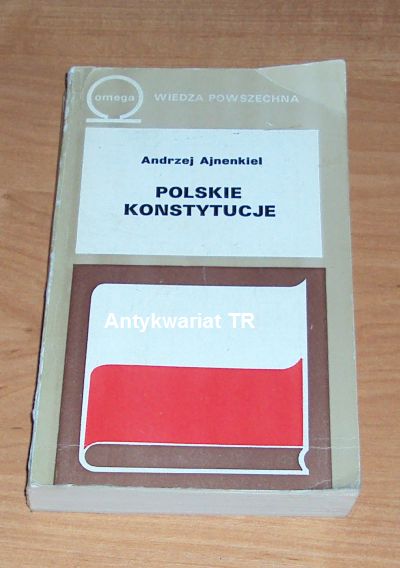 omega
WIEDZA POWSZECHNA
Andrzej Ajnenkiel
POLSKIE
KONSTYTUCJE
Antykwariat TR